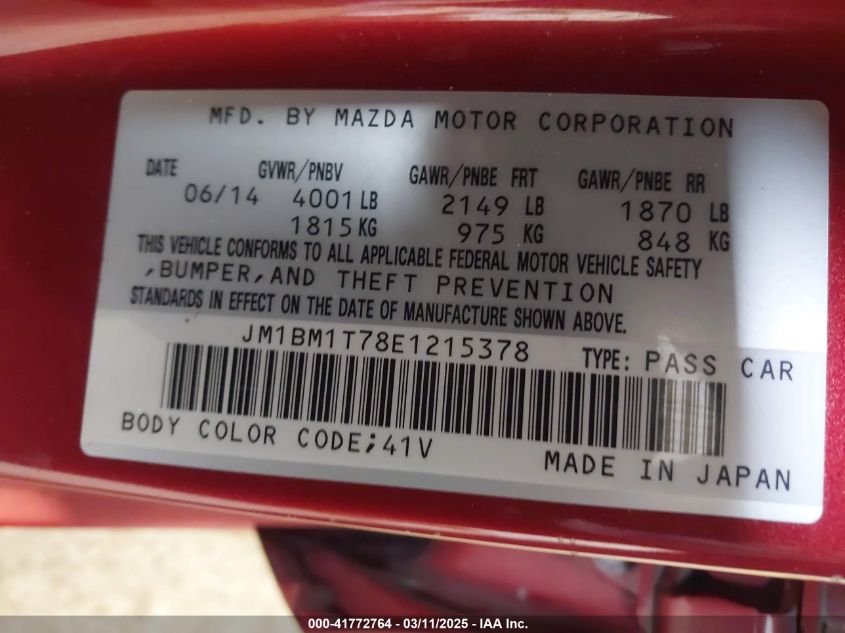 MFD. BY MAZDA MOTOR CORPORATION
DATE GVWR/PNBV GAWR/PNBE FRT GAWR/PNBE RR
06/14 4001 LB 2149 LB 1870 LB
1815 KG 975 KG 848 KG
THIS VEHICLE CONFORMS TO ALL APPLICABLE FEDERAL MOTOR VEHICLE SAFETY
,BUMPER,AND THEFT PREVENTION
STANDARDS IN EFFECT ON THE DATE OF MANUFACTURE SHOWN ABOVE.
JM1BM1T78E1215378 TYPE: PASS CAR
BODY COLOR CODE;41V
MADE IN JAPAN
000-41772764 - 03/11/2025 - IAA Inc.